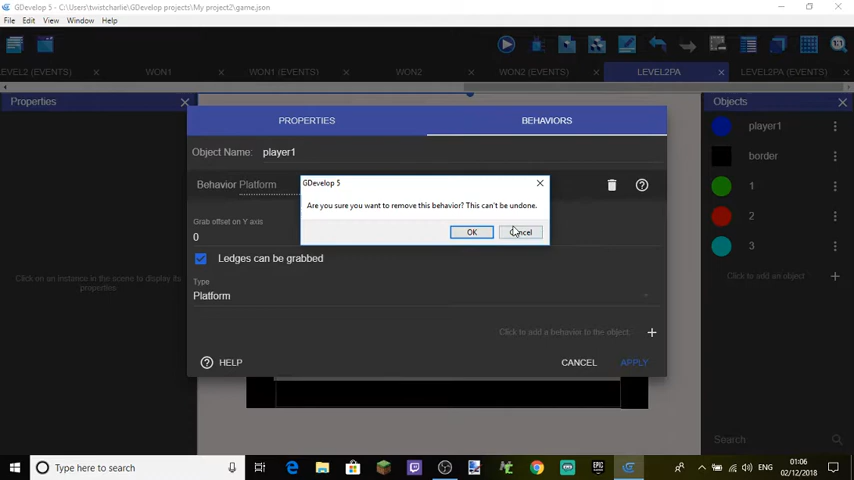 GDevelop 5 - C:\Users\twistcharlie\GDevelop projects\My project2\game.json
File Edit View Window Help
LEVEL2 (EVENTS) WON1 WON1 (EVENTS) WON2 WON2 (EVENTS) LEVEL2PA LEVEL2PA (EVENTS)
Properties
Objects
PROPERTIES BEHAVIORS
Object Name: player1
Behavior Platform
GDevelop 5
Are you sure you want to remove this behavior? This can't be undone.
OK Cancel
Grab offset on Y axis
0
Ledges can be grabbed
Type
Platform
Click on an instance in the scene to display its
properties
Click to add a behavior to the object.
HELP CANCEL APPLY
player1
border
1
2
3
Click to add an object
Search
Type here to search
EPIC
ENG
01:06
02/12/2018